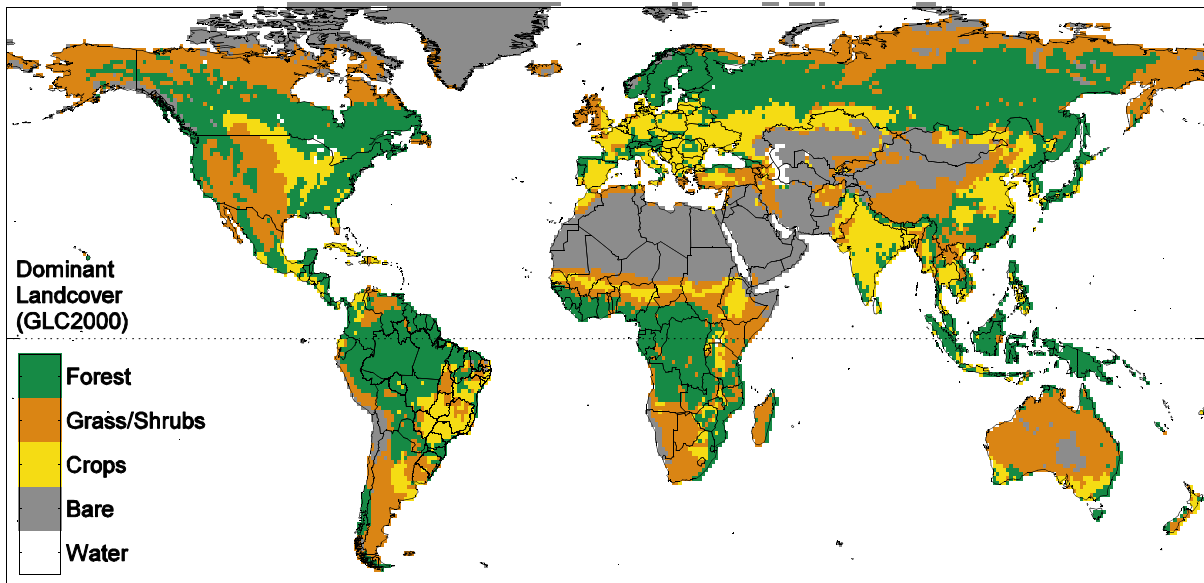 Dominant
Landcover
(GLC2000)
Forest
Grass/Shrubs
Crops
Bare
Water